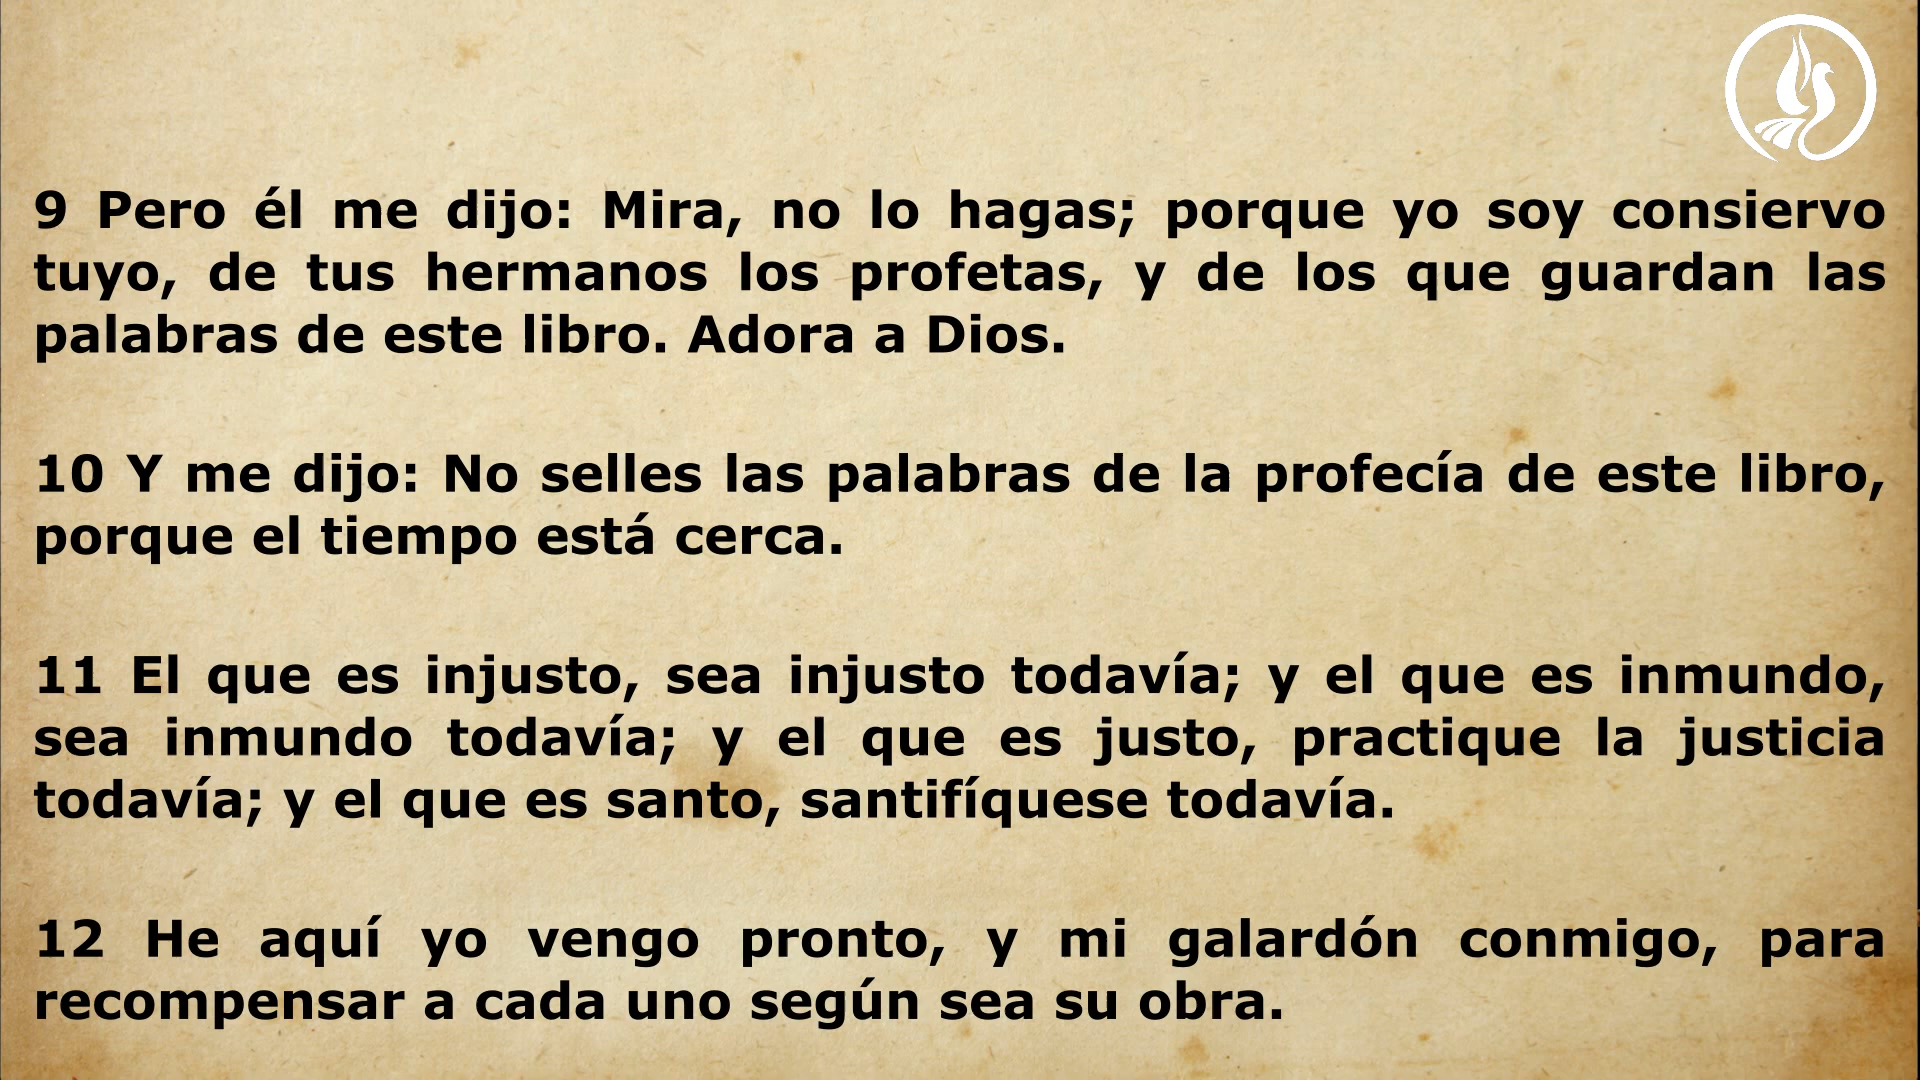 9 Pero él me dijo: Mira, no lo hagas; porque yo soy consiervo
tuyo, de tus hermanos los profetas, y de los que guardan las
palabras de este libro. Adora a Dios.
10 Y me dijo: No selles las palabras de la profecía de este libro,
porque el tiempo está cerca.
11 El que es injusto, sea injusto todavía; y el que es inmundo,
sea inmundo todavía; y el que es justo, practique la justicia
todavía; y el que es santo, santifíquese todavía.
12 He aquí yo vengo pronto, y mi galardón conmigo, para
recompensar a cada uno según sea su obra.